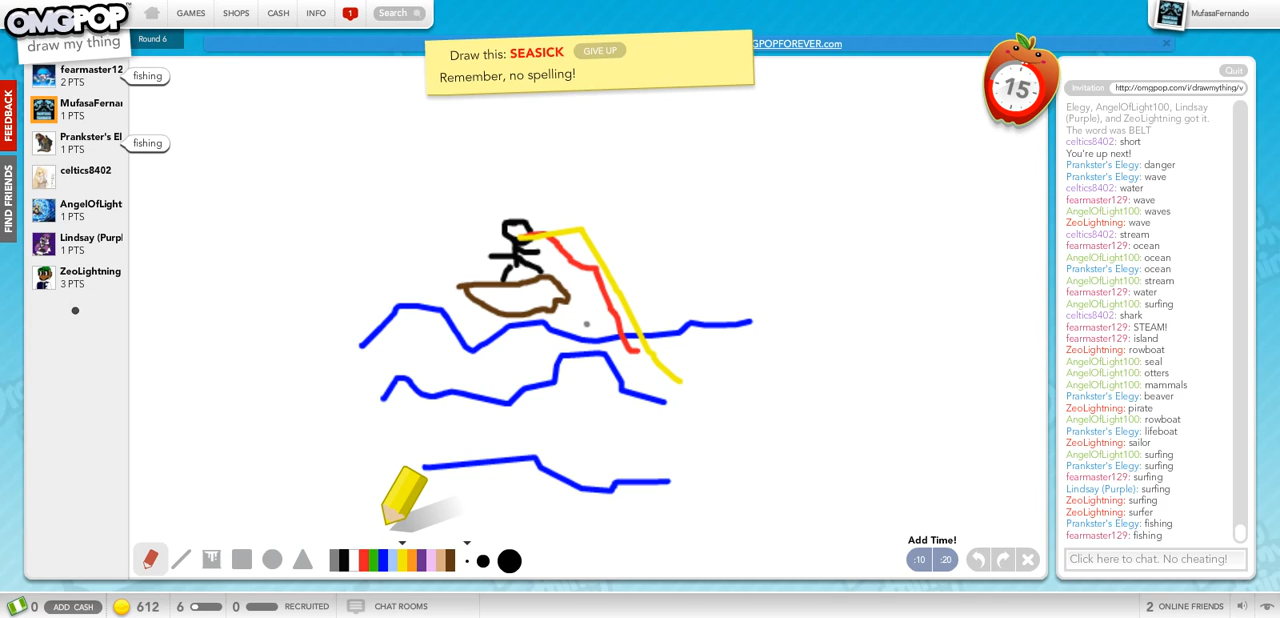 OMGPOP™
draw my thing
GAMES
SHOPS
CASH
INFO
1
Search
MufasaFernando
Round 6
GPOPFOREVER.com
Draw this: SEASICK
GIVE UP
Remember, no spelling!
15
FEEDBACK
FIND FRIENDS
fearmaster12
2 PTS
fishing
MufasaFernan
1 PTS
Prankster's El
1 PTS
fishing
celtics8402
AngelOfLight
1 PTS
Lindsay (Purpl
1 PTS
ZeoLightning
3 PTS
Quit
Invitation
http://omgpop.com/i/drawmything/v
Elegy, AngelOfLight100, Lindsay
(Purple), and ZeoLightning got it.
The word was BELT
celtics8402: short
You're up next!
Prankster's Elegy: danger
Prankster's Elegy: wave
celtics8402: water
fearmaster129: wave
AngelOfLight100: waves
ZeoLightning: wave
celtics8402: stream
fearmaster129: ocean
AngelOfLight100: ocean
Prankster's Elegy: ocean
AngelOfLight100: stream
fearmaster129: water
AngelOfLight100: surfing
celtics8402: shark
fearmaster129: STEAM!
fearmaster129: island
ZeoLightning: rowboat
AngelOfLight100: seal
AngelOfLight100: otters
AngelOfLight100: mammals
Prankster's Elegy: beaver
ZeoLightning: pirate
AngelOfLight100: rowboat
Prankster's Elegy: lifeboat
ZeoLightning: sailor
AngelOfLight100: surfing
Prankster's Elegy: surfing
fearmaster129: surfing
Lindsay (Purple): surfing
ZeoLightning: surfing
ZeoLightning: surfer
Prankster's Elegy: fishing
fearmaster129: fishing
Click here to chat. No cheating!
Add Time!
:10
:20
0
ADD CASH
612
6
0
RECRUITED
CHAT ROOMS
2 ONLINE FRIENDS